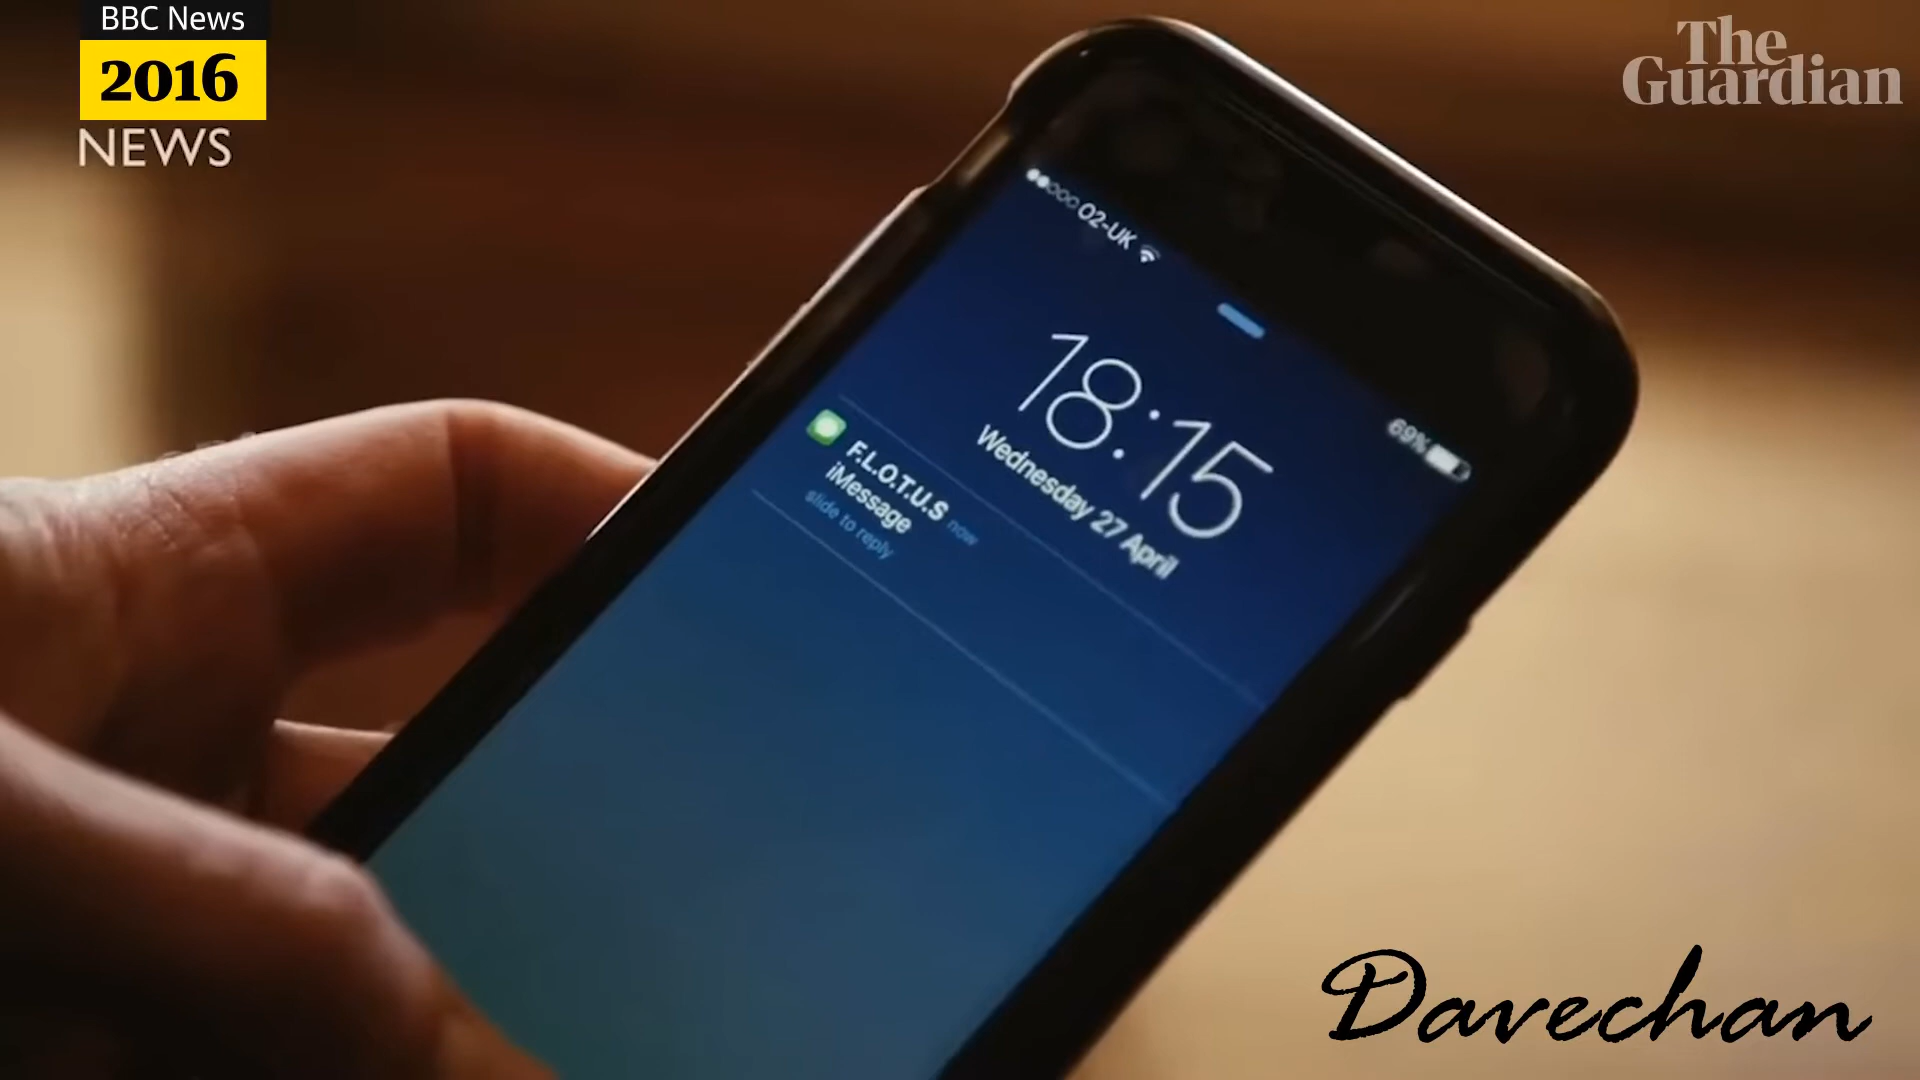 BBC News
2016
NEWS
The
Guardian
O2-UK
69%
18:15
Wednesday 27 April
F.L.O.T.U.S now
iMessage
slide to reply
Davechan